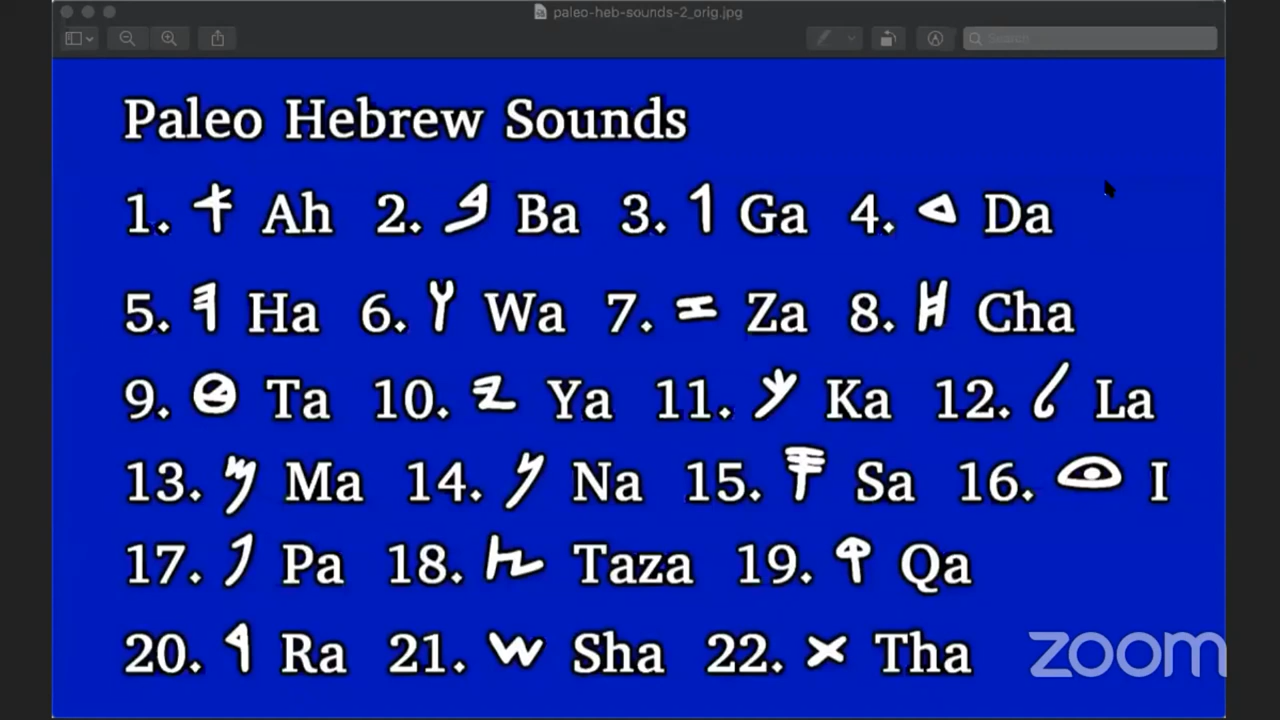 paleo-heb-sounds-2_orig.jpg
Search
Paleo Hebrew Sounds
1. 𐤀 Ah 2. 𐤁 Ba 3. 𐤂 Ga 4. 𐤃 Da
5. 𐤄 Ha 6. 𐤅 Wa 7. 𐤆 Za 8. 𐤇 Cha
9. 𐤈 Ta 10. 𐤉 Ya 11. 𐤊 Ka 12. 𐤋 La
13. 𐤌 Ma 14. 𐤍 Na 15. 𐤎 Sa 16. 𐤏 I
17. 𐤐 Pa 18. 𐤑 Taza 19. 𐤒 Qa
20. 𐤓 Ra 21. 𐤔 Sha 22. 𐤕 Tha
zoom